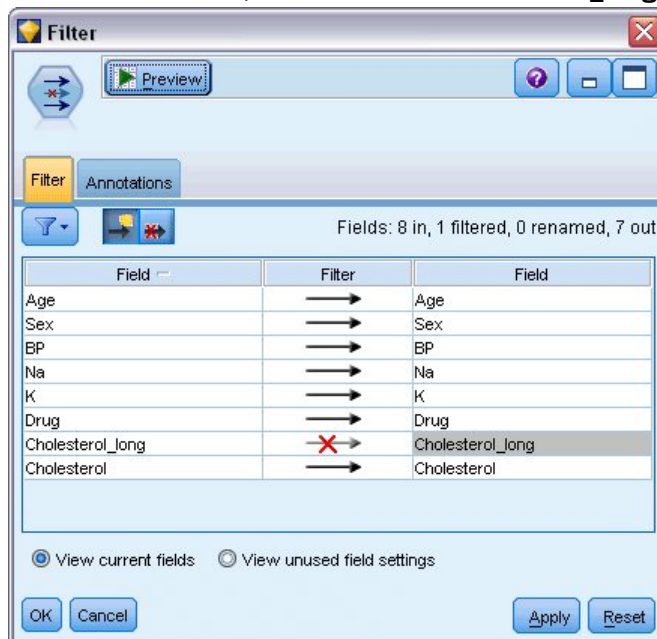 Filter
Preview
Filter Annotations
Fields: 8 in, 1 filtered, 0 renamed, 7 out
Field Filter Field
Age Age
Sex Sex
BP BP
Na Na
K K
Drug Drug
Cholesterol_long Cholesterol_long
Cholesterol Cholesterol
View current fields View unused field settings
OK Cancel Apply Reset